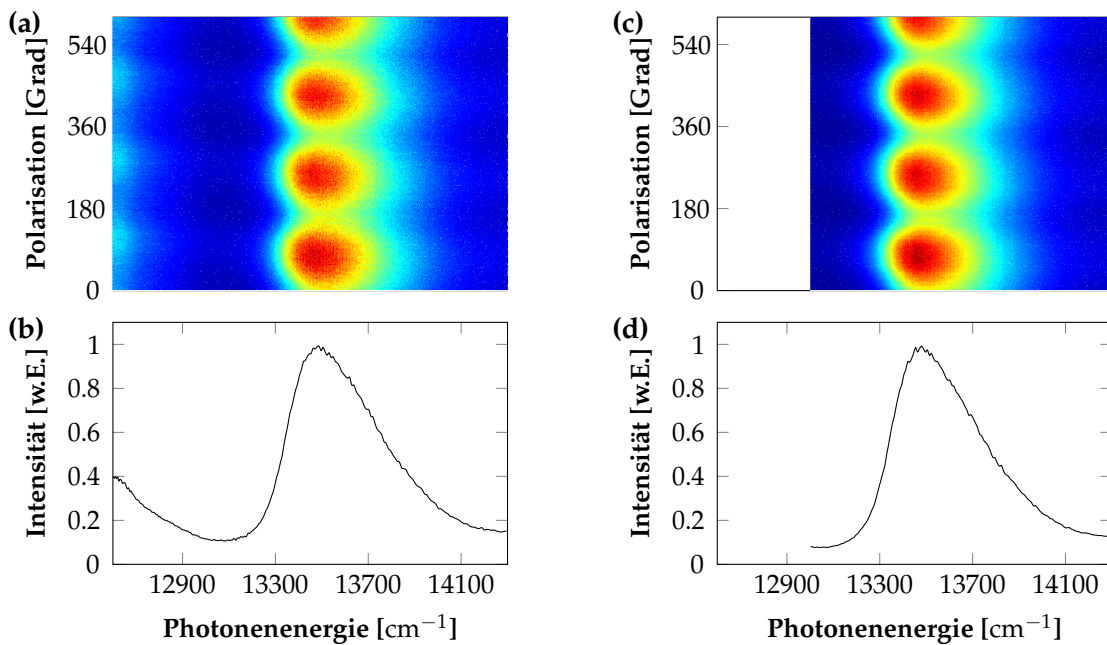 (a)
Polarisation [Grad]
540
360
180
0
(c)
Polarisation [Grad]
540
360
180
0
(b)
Intensität [w.E.]
1
0.8
0.6
0.4
0.2
0
12900 13300 13700 14100
Photonenenergie [cm⁻¹]
(d)
Intensität [w.E.]
1
0.8
0.6
0.4
0.2
0
12900 13300 13700 14100
Photonenenergie [cm⁻¹]